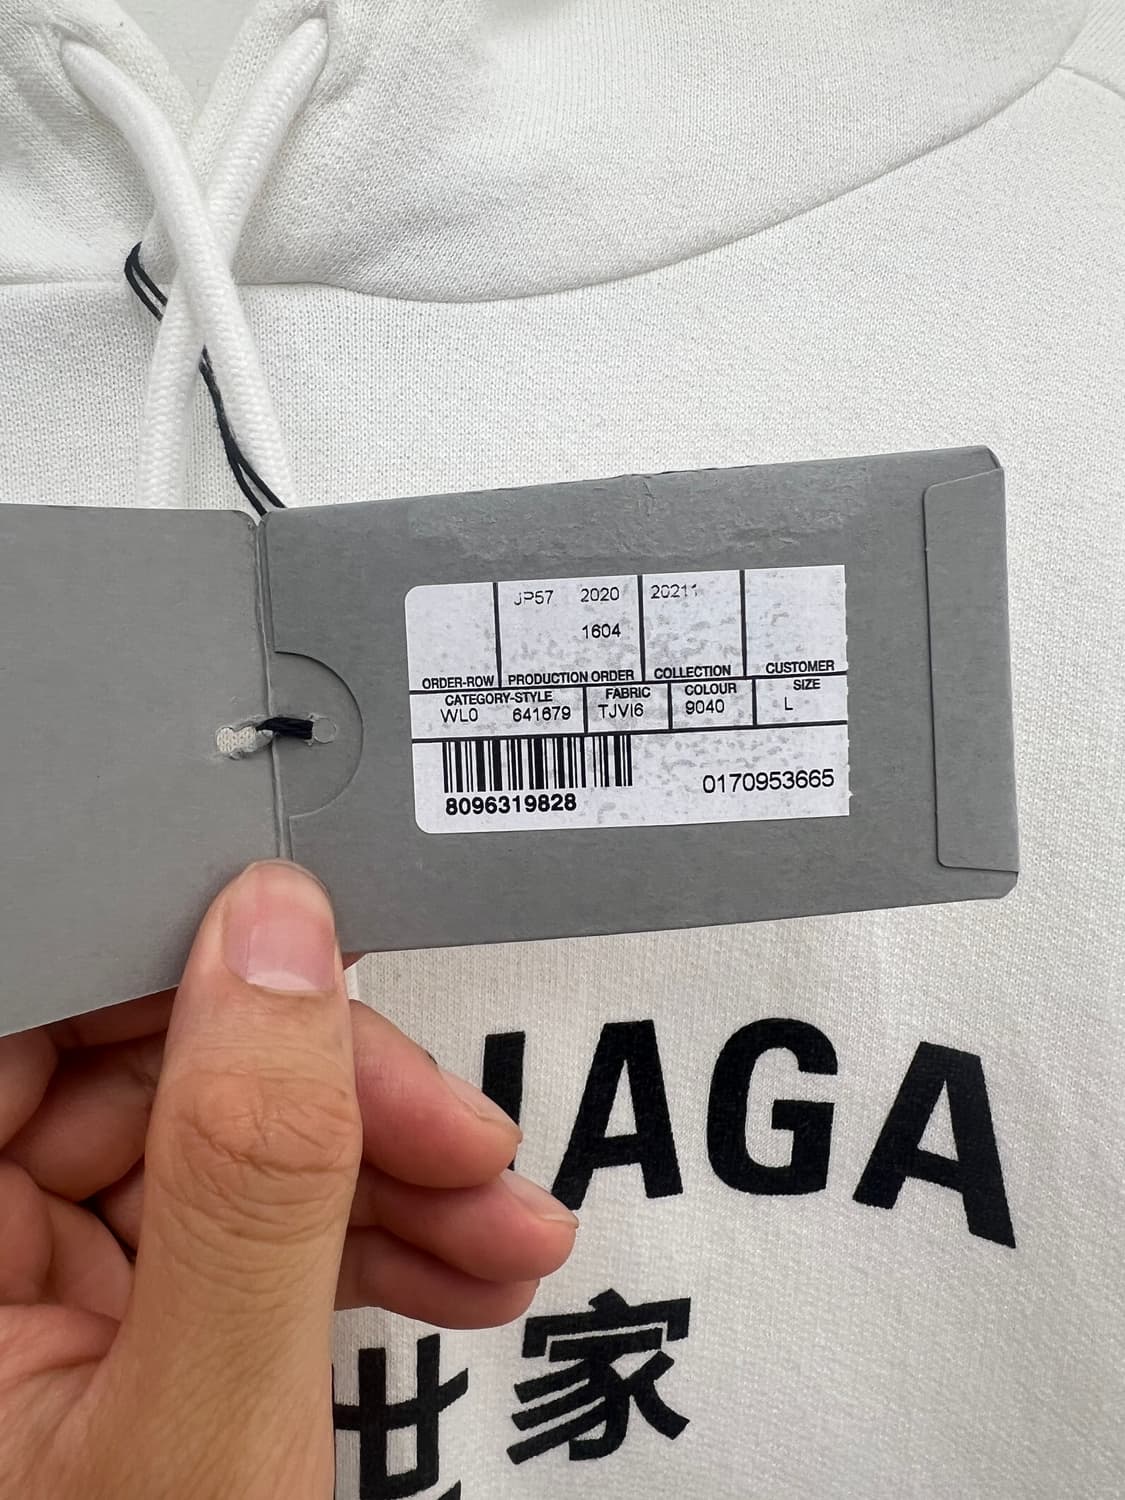 JP57 2020 20211
1604
ORDER-ROW PRODUCTION ORDER COLLECTION CUSTOMER
CATEGORY-STYLE FABRIC COLOUR SIZE
WL0 641679 TJVI6 9040 L
8096319828 0170953665
IAGA
世家